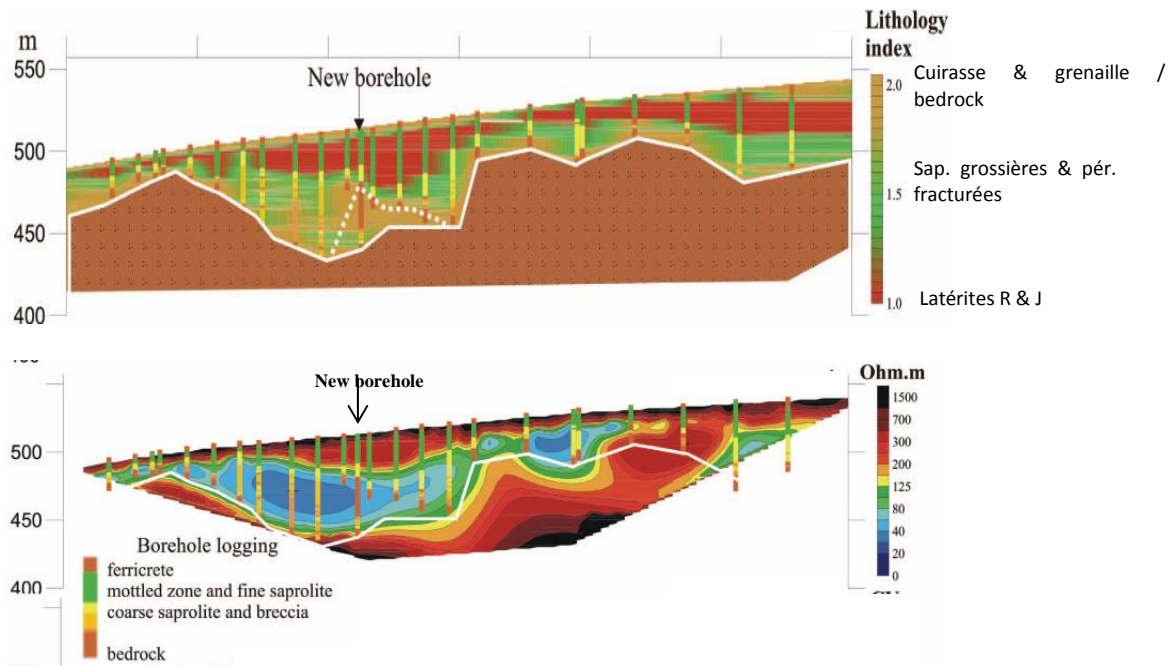 m
550
500
450
400
New borehole
Lithology
index
2.0
1.5
1.0
Cuirasse & grenaille /
bedrock
Sap. grossières & pér.
fracturées
Latérites R & J
New borehole
500
450
400
Ohm.m
1500
700
300
200
125
80
40
20
0
Borehole logging
ferricrete
mottled zone and fine saprolite
coarse saprolite and breccia
bedrock